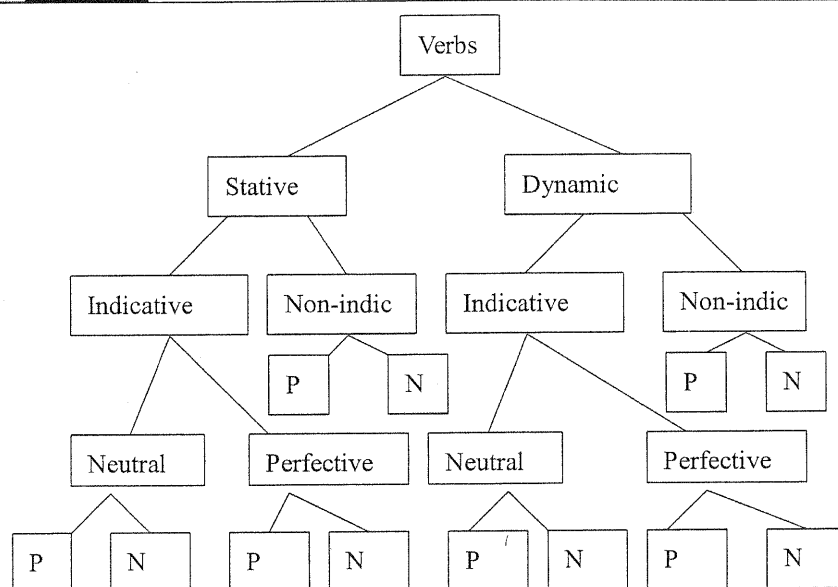 Verbs
Stative Dynamic
Indicative Non-indic Indicative Non-indic
P N P N
Neutral Perfective Neutral Perfective
P N P N P N P N